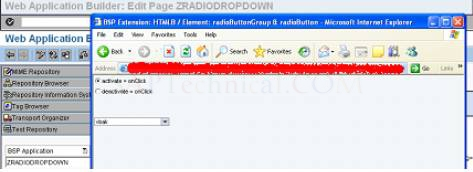 Web Application Builder: Edit Page ZRADIODROPDOWN
Web Application
MIME Repository
Repository Browser
Repository Information Syst
Tag Browser
Transport Organizer
Test Repository
BSP Application
ZRADIODROPDOWN
BSP Extension: HTMLB / Element: radioButtonGroup & radioButton - Microsoft Internet Explorer
File Edit View Favorites Tools Help
Back Search Favorites
Address Go Links
activate = onClick
deactivate = onClick
vbak
Technical.COM